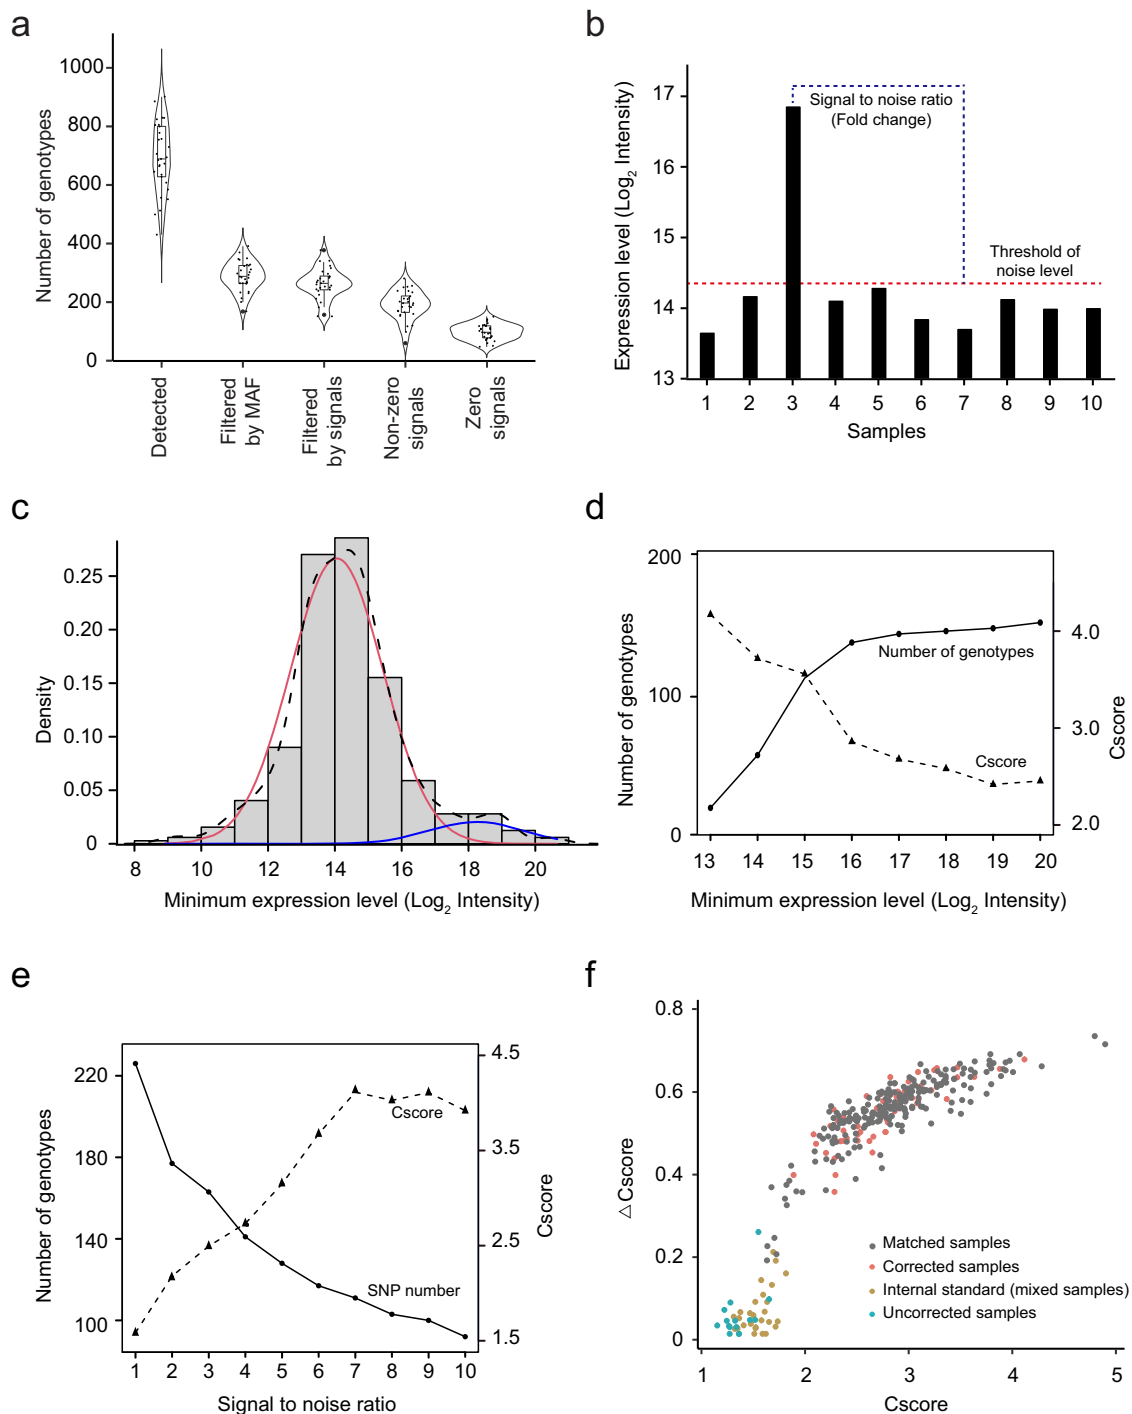 a
Number of genotypes
1000
800
600
400
200
0
Detected
Filtered
by MAF
Filtered
by signals
Non-zero
signals
Zero
signals
b
Expression level (Log2 Intensity)
17
16
15
14
13
Signal to noise ratio
(Fold change)
Threshold of
noise level
1 2 3 4 5 6 7 8 9 10
Samples
c
Density
0.25
0.20
0.15
0.10
0.05
0
8 10 12 14 16 18 20
Minimum expression level (Log2 Intensity)
d
Number of genotypes
200
100
0
Number of genotypes
Cscore
4.0
3.0
2.0
Cscore
13 14 15 16 17 18 19 20
Minimum expression level (Log2 Intensity)
e
Number of genotypes
220
180
140
100
Cscore
SNP number
4.5
3.5
2.5
1.5
Cscore
1 2 3 4 5 6 7 8 9 10
Signal to noise ratio
f
△Cscore
0.8
0.6
0.4
0.2
0
Matched samples
Corrected samples
Internal standard (mixed samples)
Uncorrected samples
1 2 3 4 5
Cscore